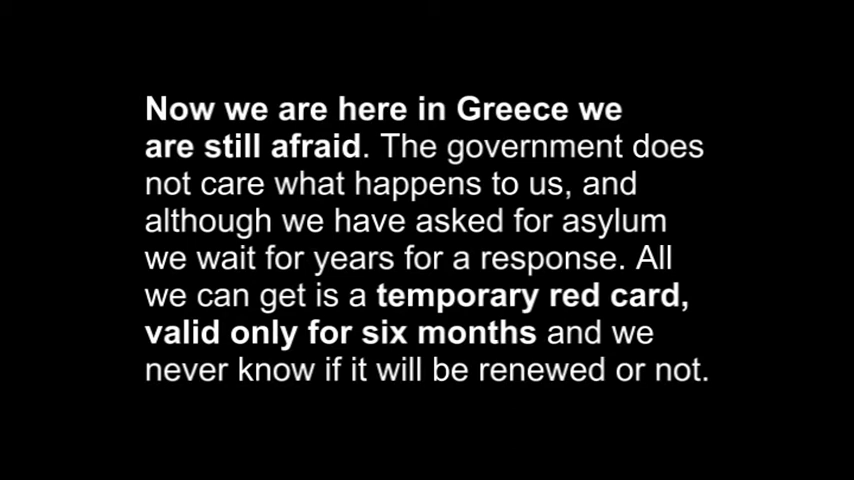 Now we are here in Greece we
are still afraid. The government does
not care what happens to us, and
although we have asked for asylum
we wait for years for a response. All
we can get is a temporary red card,
valid only for six months and we
never know if it will be renewed or not.